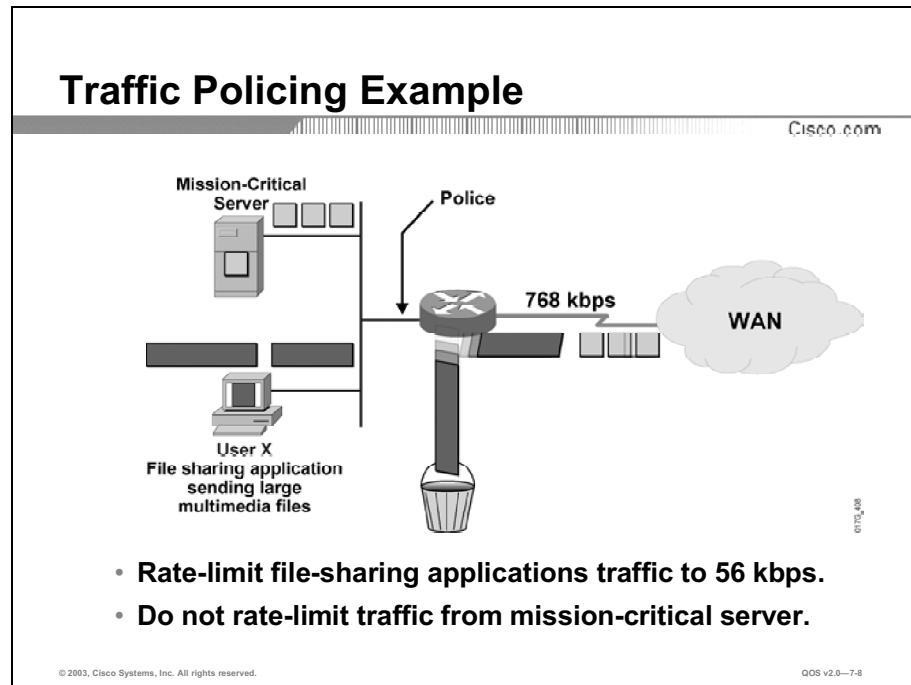 Traffic Policing Example
Cisco.com
Mission-Critical
Server
Police
768 kbps
WAN
User X
File sharing application
sending large
multimedia files
017G_408
• Rate-limit file-sharing applications traffic to 56 kbps.
• Do not rate-limit traffic from mission-critical server.
© 2003, Cisco Systems, Inc. All rights reserved.
QOS v2.0—7-8